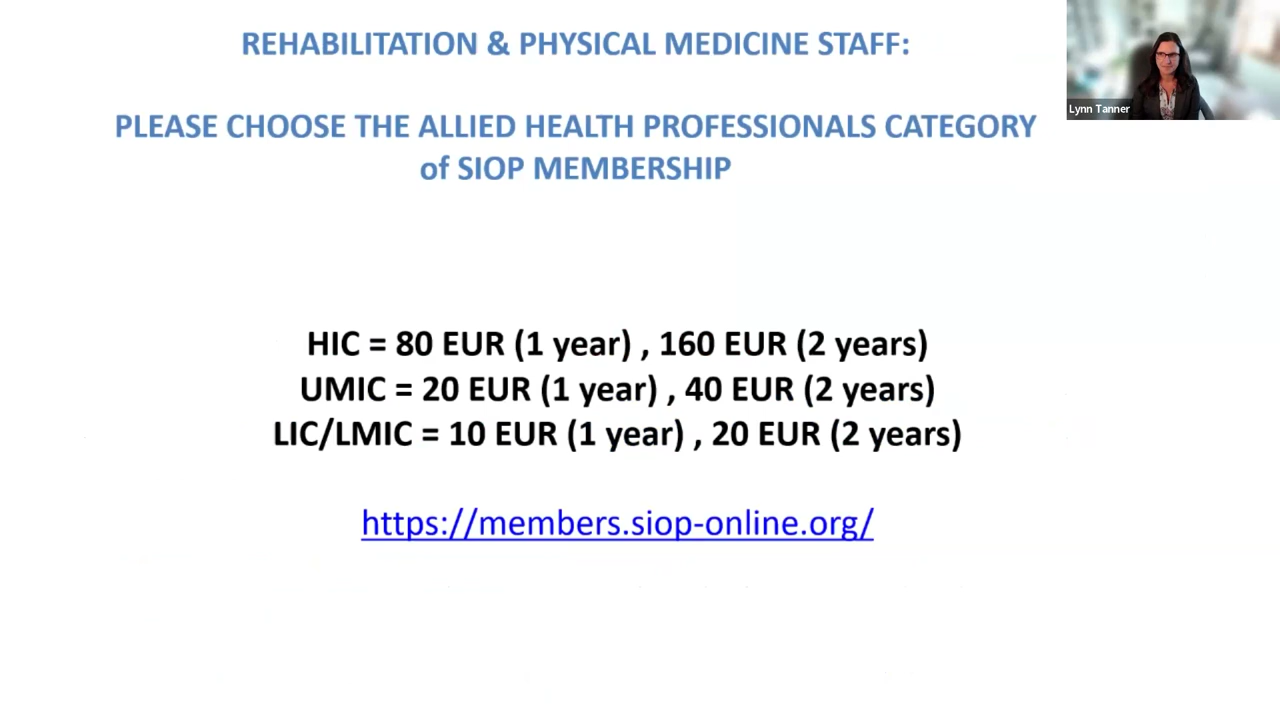 REHABILITATION & PHYSICAL MEDICINE STAFF:
PLEASE CHOOSE THE ALLIED HEALTH PROFESSIONALS CATEGORY
of SIOP MEMBERSHIP
Lynn Tanner
HIC = 80 EUR (1 year) , 160 EUR (2 years)
UMIC = 20 EUR (1 year) , 40 EUR (2 years)
LIC/LMIC = 10 EUR (1 year) , 20 EUR (2 years)
https://members.siop-online.org/